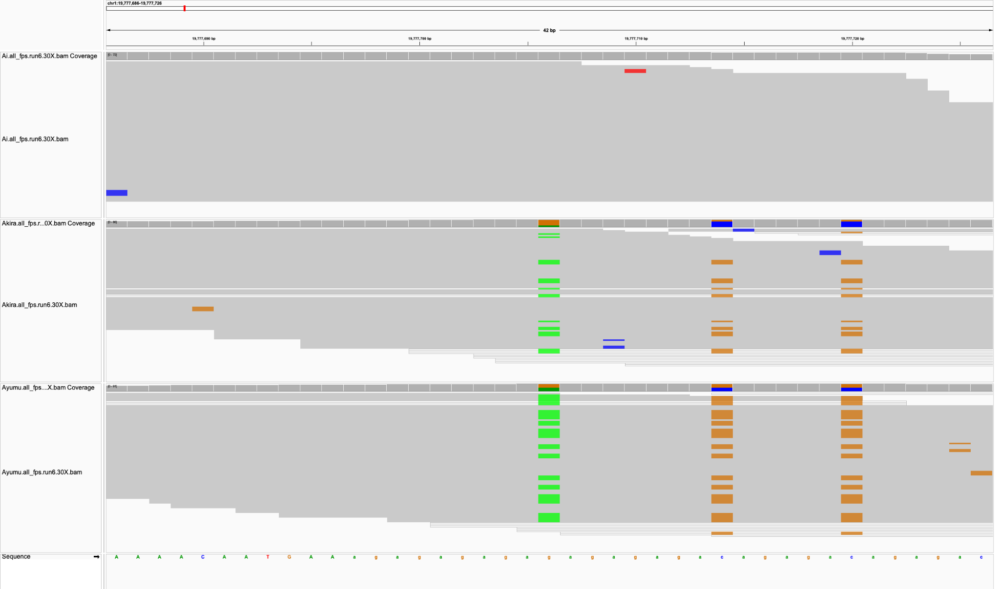 chr1:19,777,686-19,777,726
42 bp
19,777,690 bp 19,777,700 bp 19,777,710 bp 19,777,720 bp
Ai.all_fps.run6.30X.bam Coverage
[0 - 72]
Ai.all_fps.run6.30X.bam
Akira.all_fps.r...0X.bam Coverage
[0 - 86]
Akira.all_fps.run6.30X.bam
Ayumu.all_fps....X.bam Coverage
[0 - 91]
Ayumu.all_fps.run6.30X.bam
Sequence A A A A C A A T G A A a g a g a g a g a g a g a g a g a c a g a g a c a g a g a c